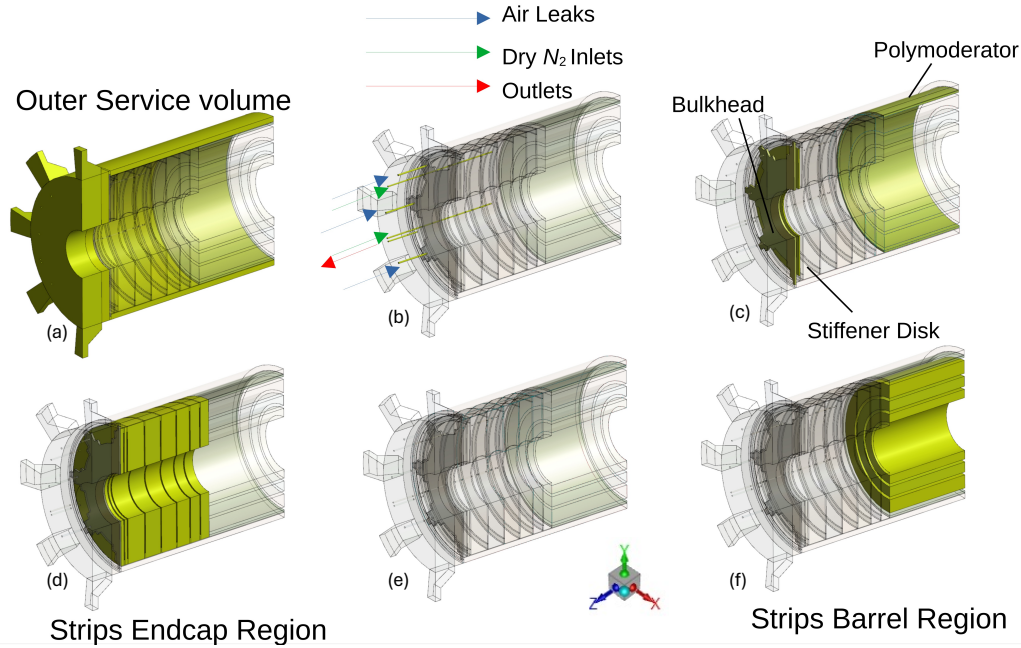 Air Leaks
Dry N₂ Inlets
Outlets
Outer Service volume
Polymoderator
Bulkhead
Stiffener Disk
(a)
(b)
(c)
(d)
(e)
(f)
Y
Z
X
Strips Endcap Region
Strips Barrel Region